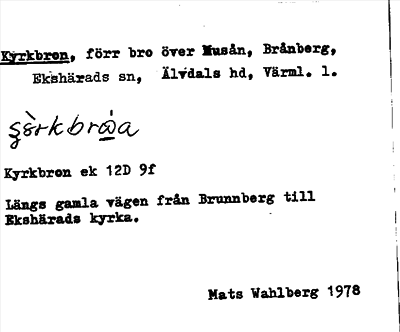 Kyrkbron, förr bro över Musån, Brånberg,
Ekshärads sn, Älvdals hd, Värml. l.
Kyrkbron ek 12D 9f
Längs gamla vägen från Brunnberg till
Ekshärads kyrka.
Mats Wahlberg 1978